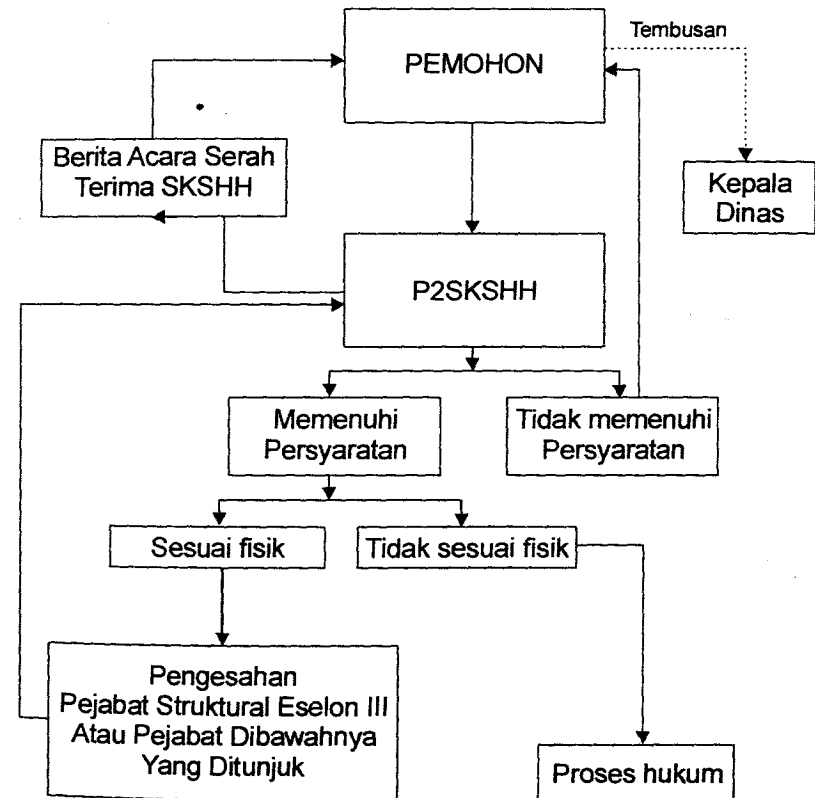 Tembusan
PEMOHON
Berita Acara Serah
Terima SKSHH
Kepala
Dinas
P2SKSHH
Memenuhi
Persyaratan
Tidak memenuhi
Persyaratan
Sesuai fisik
Tidak sesuai fisik
Pengesahan
Pejabat Struktural Eselon III
Atau Pejabat Dibawahnya
Yang Ditunjuk
Proses hukum